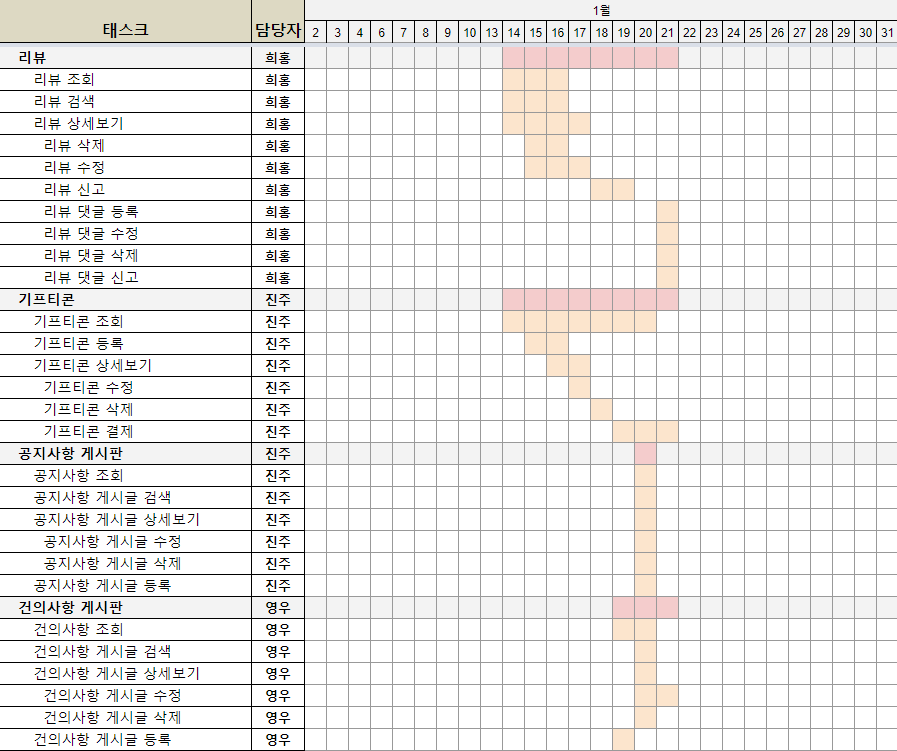 1월
태스크 담당자 2 3 4 6 7 8 9 10 13 14 15 16 17 18 19 20 21 22 23 24 25 26 27 28 29 30 31
리뷰 희홍
리뷰 조회 희홍
리뷰 검색 희홍
리뷰 상세보기 희홍
리뷰 삭제 희홍
리뷰 수정 희홍
리뷰 신고 희홍
리뷰 댓글 등록 희홍
리뷰 댓글 수정 희홍
리뷰 댓글 삭제 희홍
리뷰 댓글 신고 희홍
기프티콘 진주
기프티콘 조회 진주
기프티콘 등록 진주
기프티콘 상세보기 진주
기프티콘 수정 진주
기프티콘 삭제 진주
기프티콘 결제 진주
공지사항 게시판 진주
공지사항 조회 진주
공지사항 게시글 검색 진주
공지사항 게시글 상세보기 진주
공지사항 게시글 수정 진주
공지사항 게시글 삭제 진주
공지사항 게시글 등록 진주
건의사항 게시판 영우
건의사항 조회 영우
건의사항 게시글 검색 영우
건의사항 게시글 상세보기 영우
건의사항 게시글 수정 영우
건의사항 게시글 삭제 영우
건의사항 게시글 등록 영우